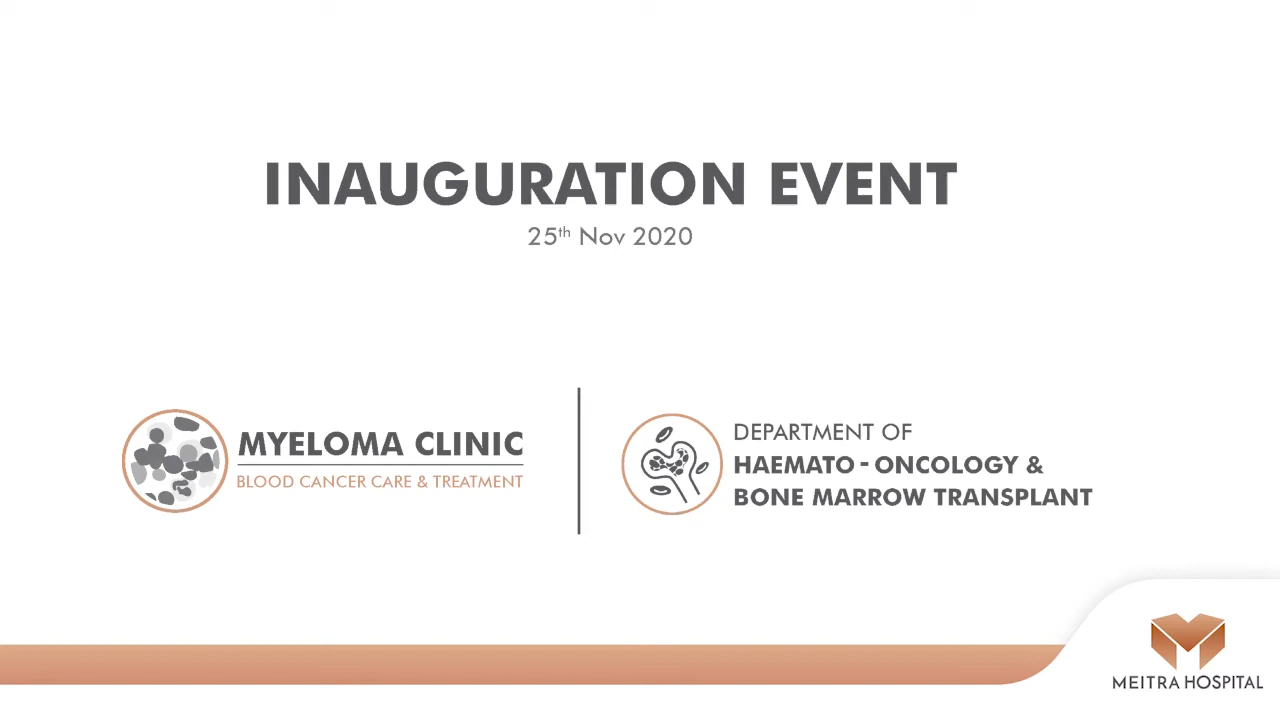 INAUGURATION EVENT
25th Nov 2020
MYELOMA CLINIC
BLOOD CANCER CARE & TREATMENT
DEPARTMENT OF
HAEMATO - ONCOLOGY &
BONE MARROW TRANSPLANT
MEITRA HOSPITAL